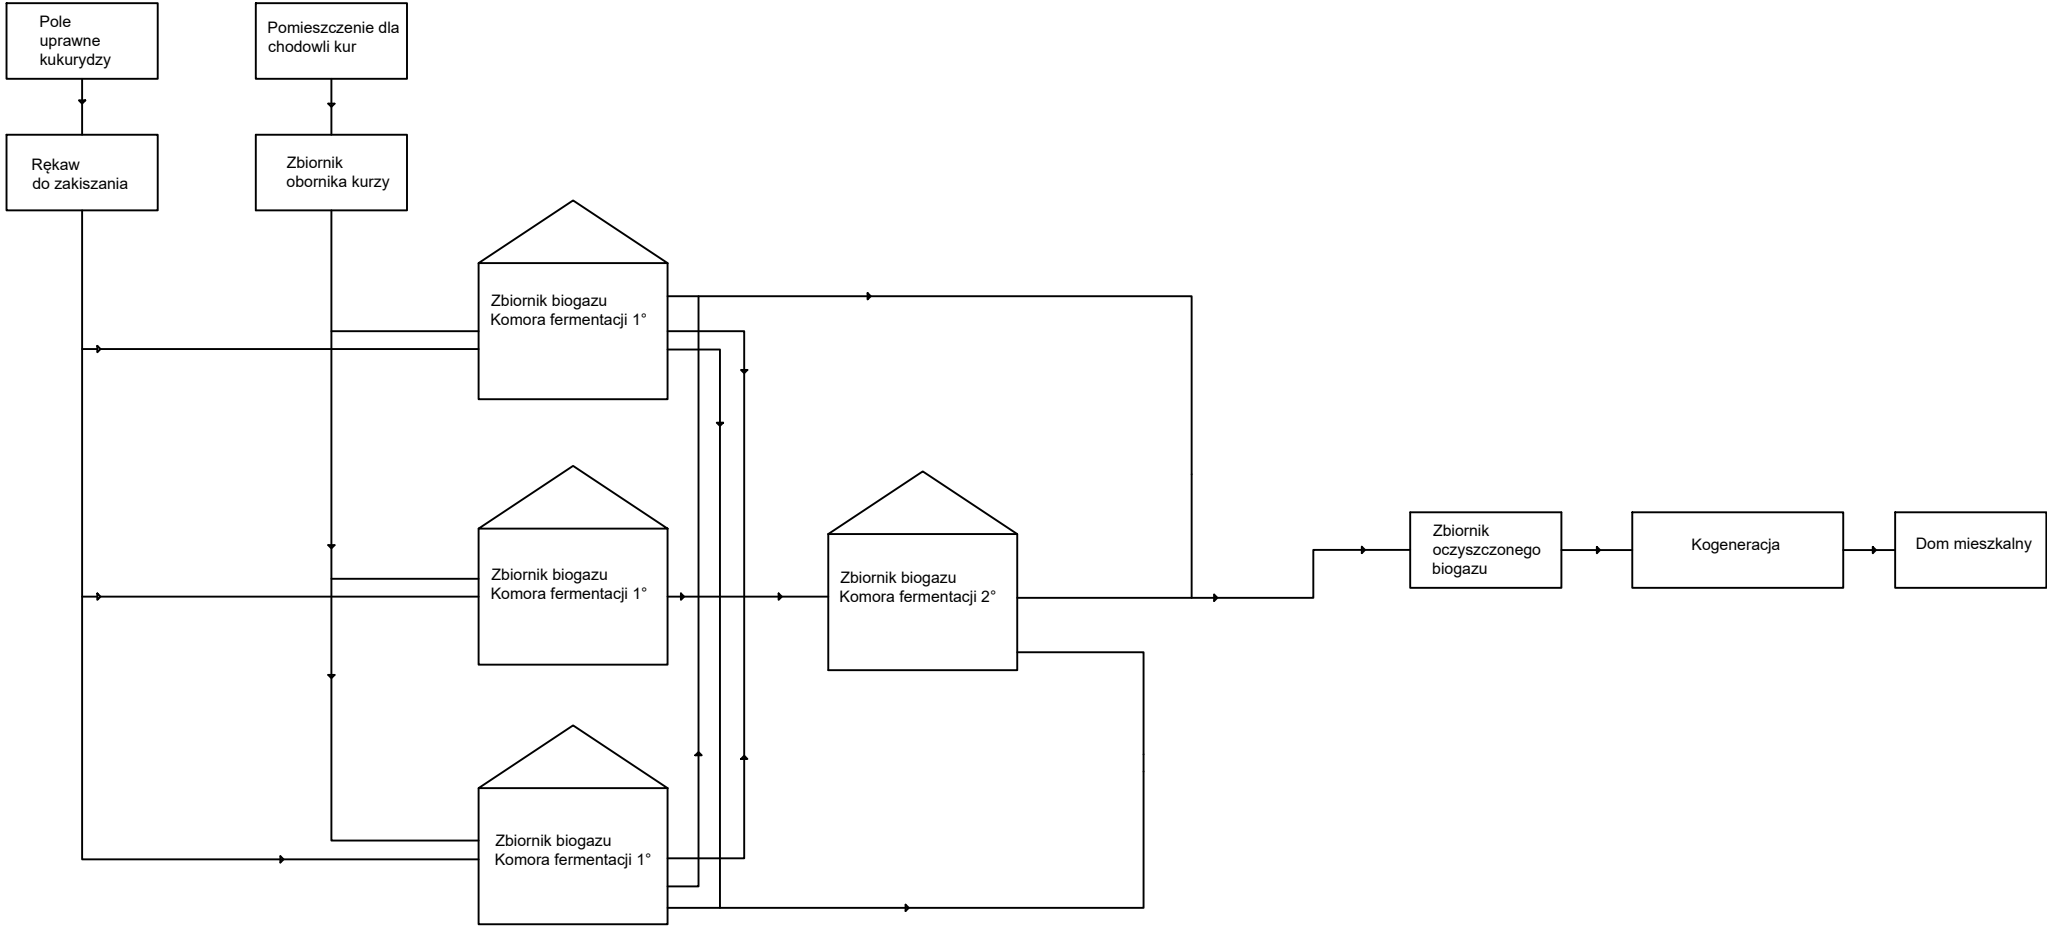 Pole
uprawne
kukurydzy
Pomieszczenie dla
chodowli kur
Rękaw
do zakiszania
Zbiornik
obornika kurzy
Zbiornik biogazu
Komora fermentacji 1°
Zbiornik biogazu
Komora fermentacji 1°
Zbiornik biogazu
Komora fermentacji 2°
Zbiornik
oczyszczonego
biogazu
Kogeneracja
Dom mieszkalny
Zbiornik biogazu
Komora fermentacji 1°